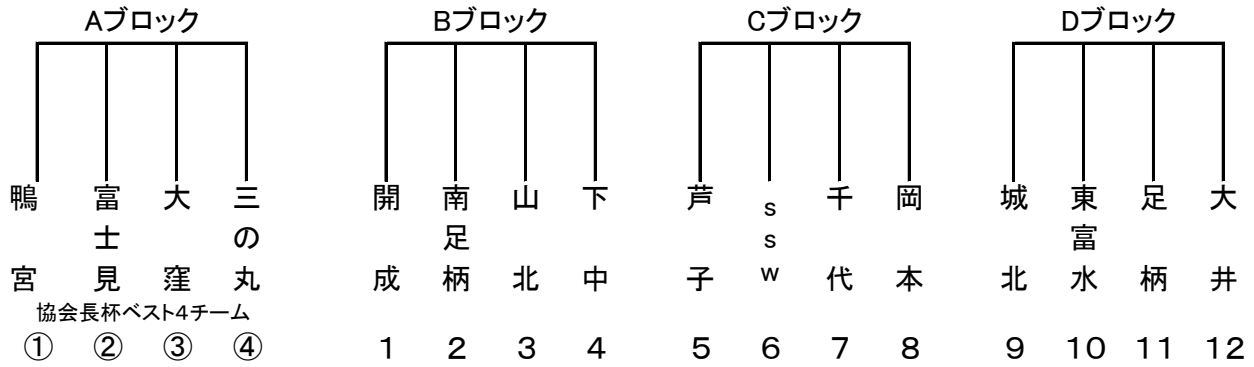 Aブロック Bブロック Cブロック Dブロック
鴨宮 富士見 大窪 三の丸 開成 南足柄 山北 下中 芦子 ssw 千代 岡本 城北 東富水 足柄 大井
協会長杯ベスト4チーム
① ② ③ ④ 1 2 3 4 5 6 7 8 9 10 11 12